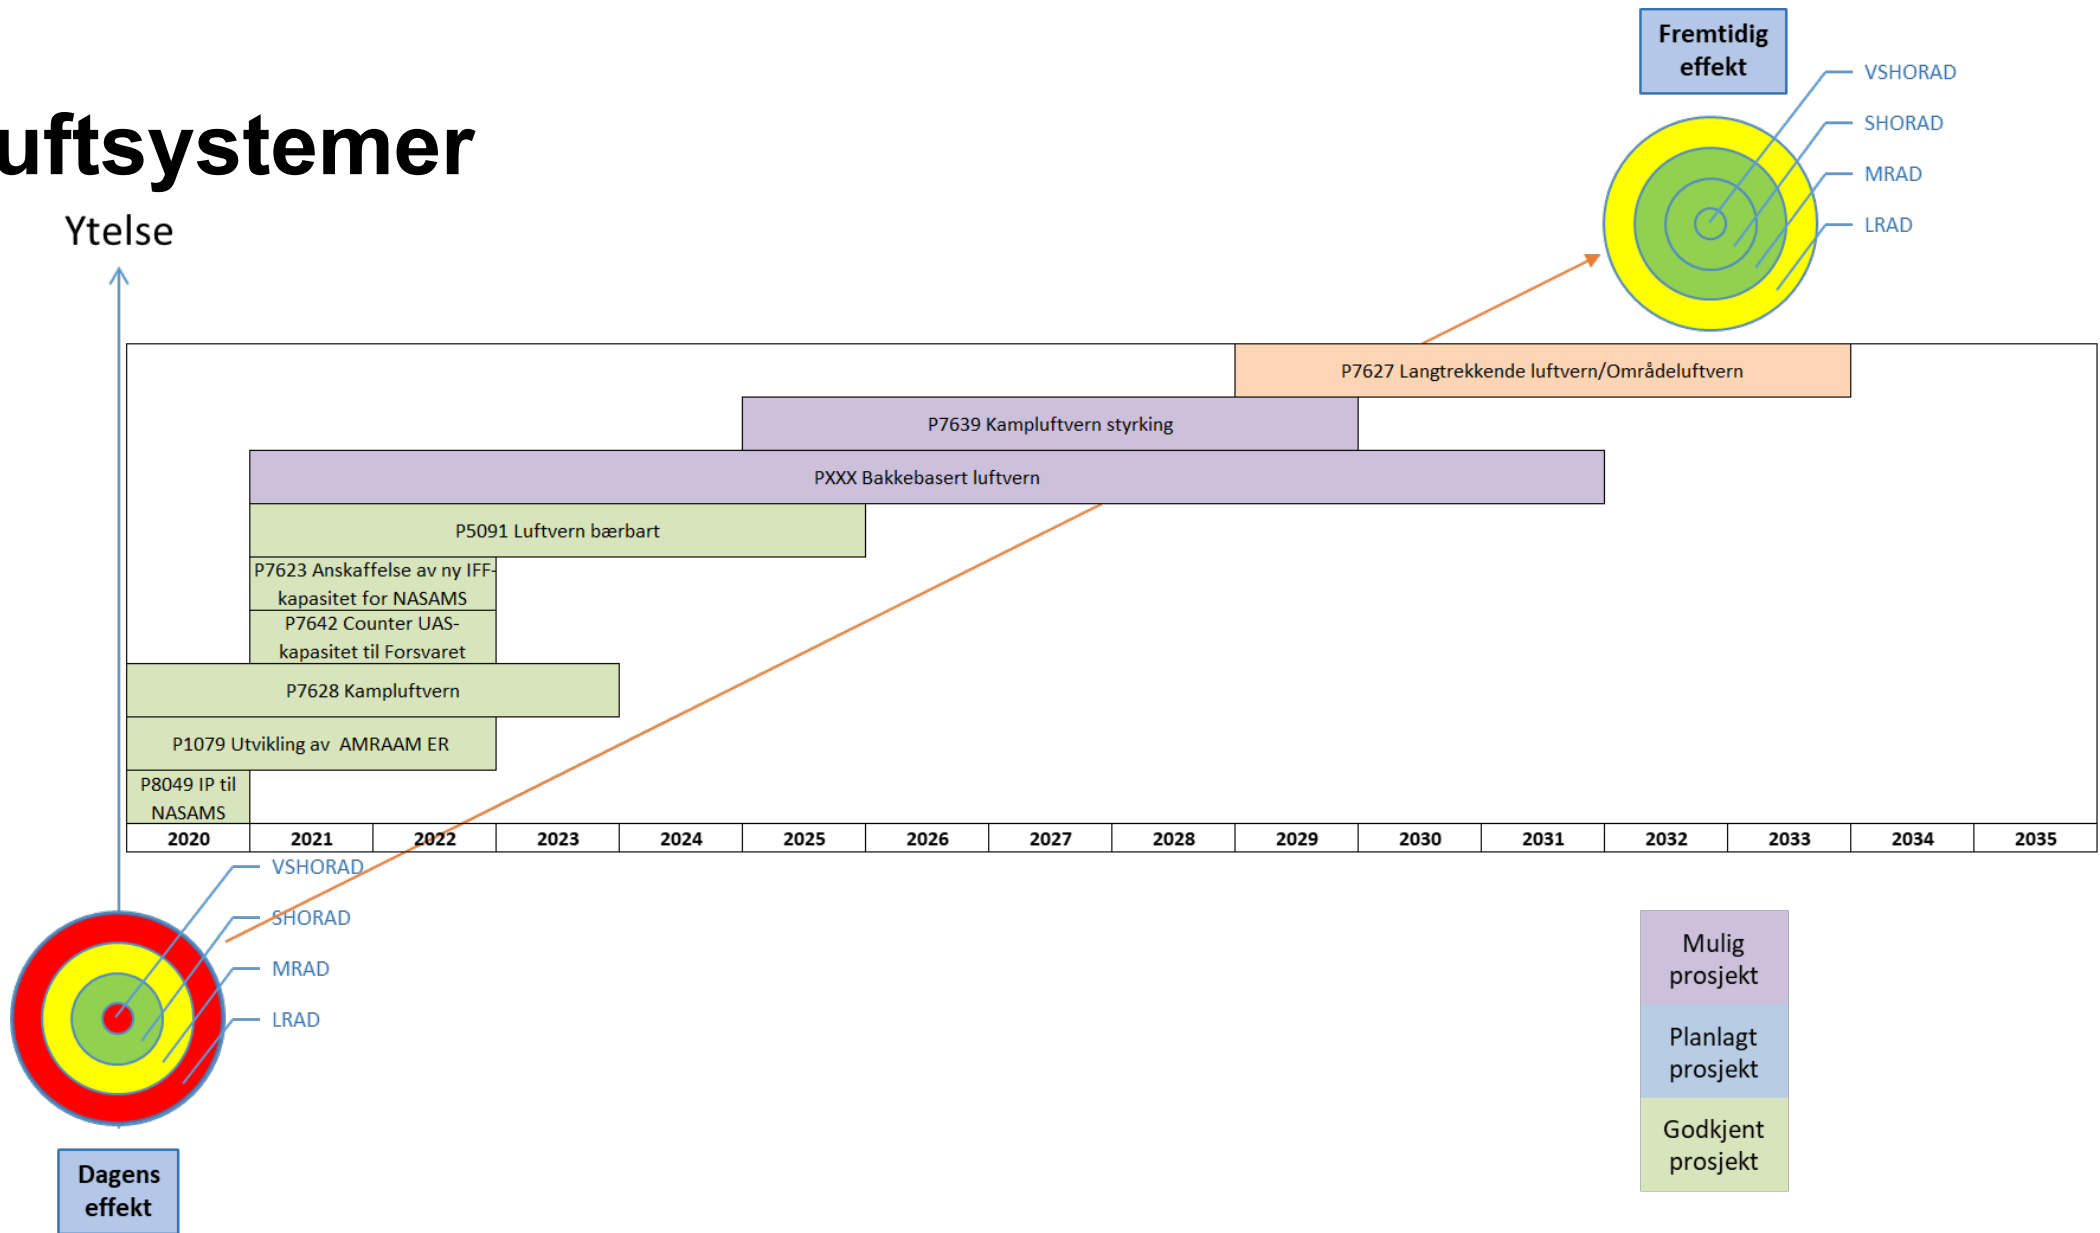 Fremtidig
effekt
VSHORAD
SHORAD
MRAD
LRAD
uftsystemer
Ytelse
P7627 Langtrekkende luftvern/Områdeluftvern
P7639 Kampluftvern styrking
PXXX Bakkebasert luftvern
P5091 Luftvern bærbart
P7623 Anskaffelse av ny IFF-
kapasitet for NASAMS
P7642 Counter UAS-
kapasitet til Forsvaret
P7628 Kampluftvern
P1079 Utvikling av  AMRAAM ER
P8049 IP til
NASAMS
2020 2021 2022 2023 2024 2025 2026 2027 2028 2029 2030 2031 2032 2033 2034 2035
VSHORAD
SHORAD
MRAD
LRAD
Dagens
effekt
Mulig
prosjekt
Planlagt
prosjekt
Godkjent
prosjekt